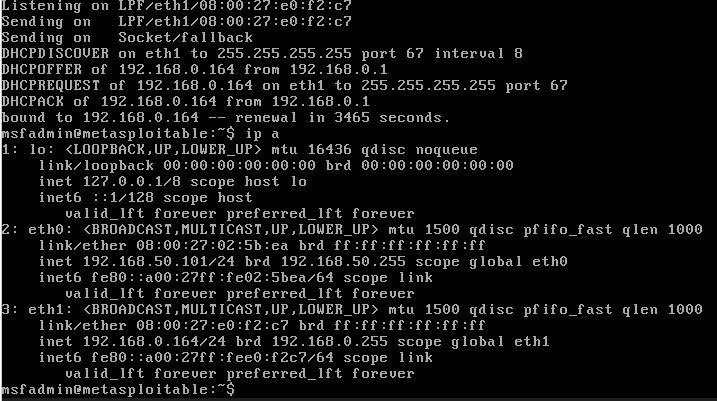 Listening on LPF/eth1/08:00:27:e0:f2:c7
Sending on   LPF/eth1/08:00:27:e0:f2:c7
Sending on   Socket/fallback
DHCPDISCOVER on eth1 to 255.255.255.255 port 67 interval 8
DHCPOFFER of 192.168.0.164 from 192.168.0.1
DHCPREQUEST of 192.168.0.164 on eth1 to 255.255.255.255 port 67
DHCPACK of 192.168.0.164 from 192.168.0.1
bound to 192.168.0.164 -- renewal in 3465 seconds.
msfadmin@metasploitable:~$ ip a
1: lo: <LOOPBACK,UP,LOWER_UP> mtu 16436 qdisc noqueue
    link/loopback 00:00:00:00:00:00 brd 00:00:00:00:00:00
    inet 127.0.0.1/8 scope host lo
    inet6 ::1/128 scope host
       valid_lft forever preferred_lft forever
2: eth0: <BROADCAST,MULTICAST,UP,LOWER_UP> mtu 1500 qdisc pfifo_fast qlen 1000
    link/ether 08:00:27:02:5b:ea brd ff:ff:ff:ff:ff:ff
    inet 192.168.50.101/24 brd 192.168.50.255 scope global eth0
    inet6 fe80::a00:27ff:fe02:5bea/64 scope link
       valid_lft forever preferred_lft forever
3: eth1: <BROADCAST,MULTICAST,UP,LOWER_UP> mtu 1500 qdisc pfifo_fast qlen 1000
    link/ether 08:00:27:e0:f2:c7 brd ff:ff:ff:ff:ff:ff
    inet 192.168.0.164/24 brd 192.168.0.255 scope global eth1
    inet6 fe80::a00:27ff:fee0:f2c7/64 scope link
       valid_lft forever preferred_lft forever
msfadmin@metasploitable:~$